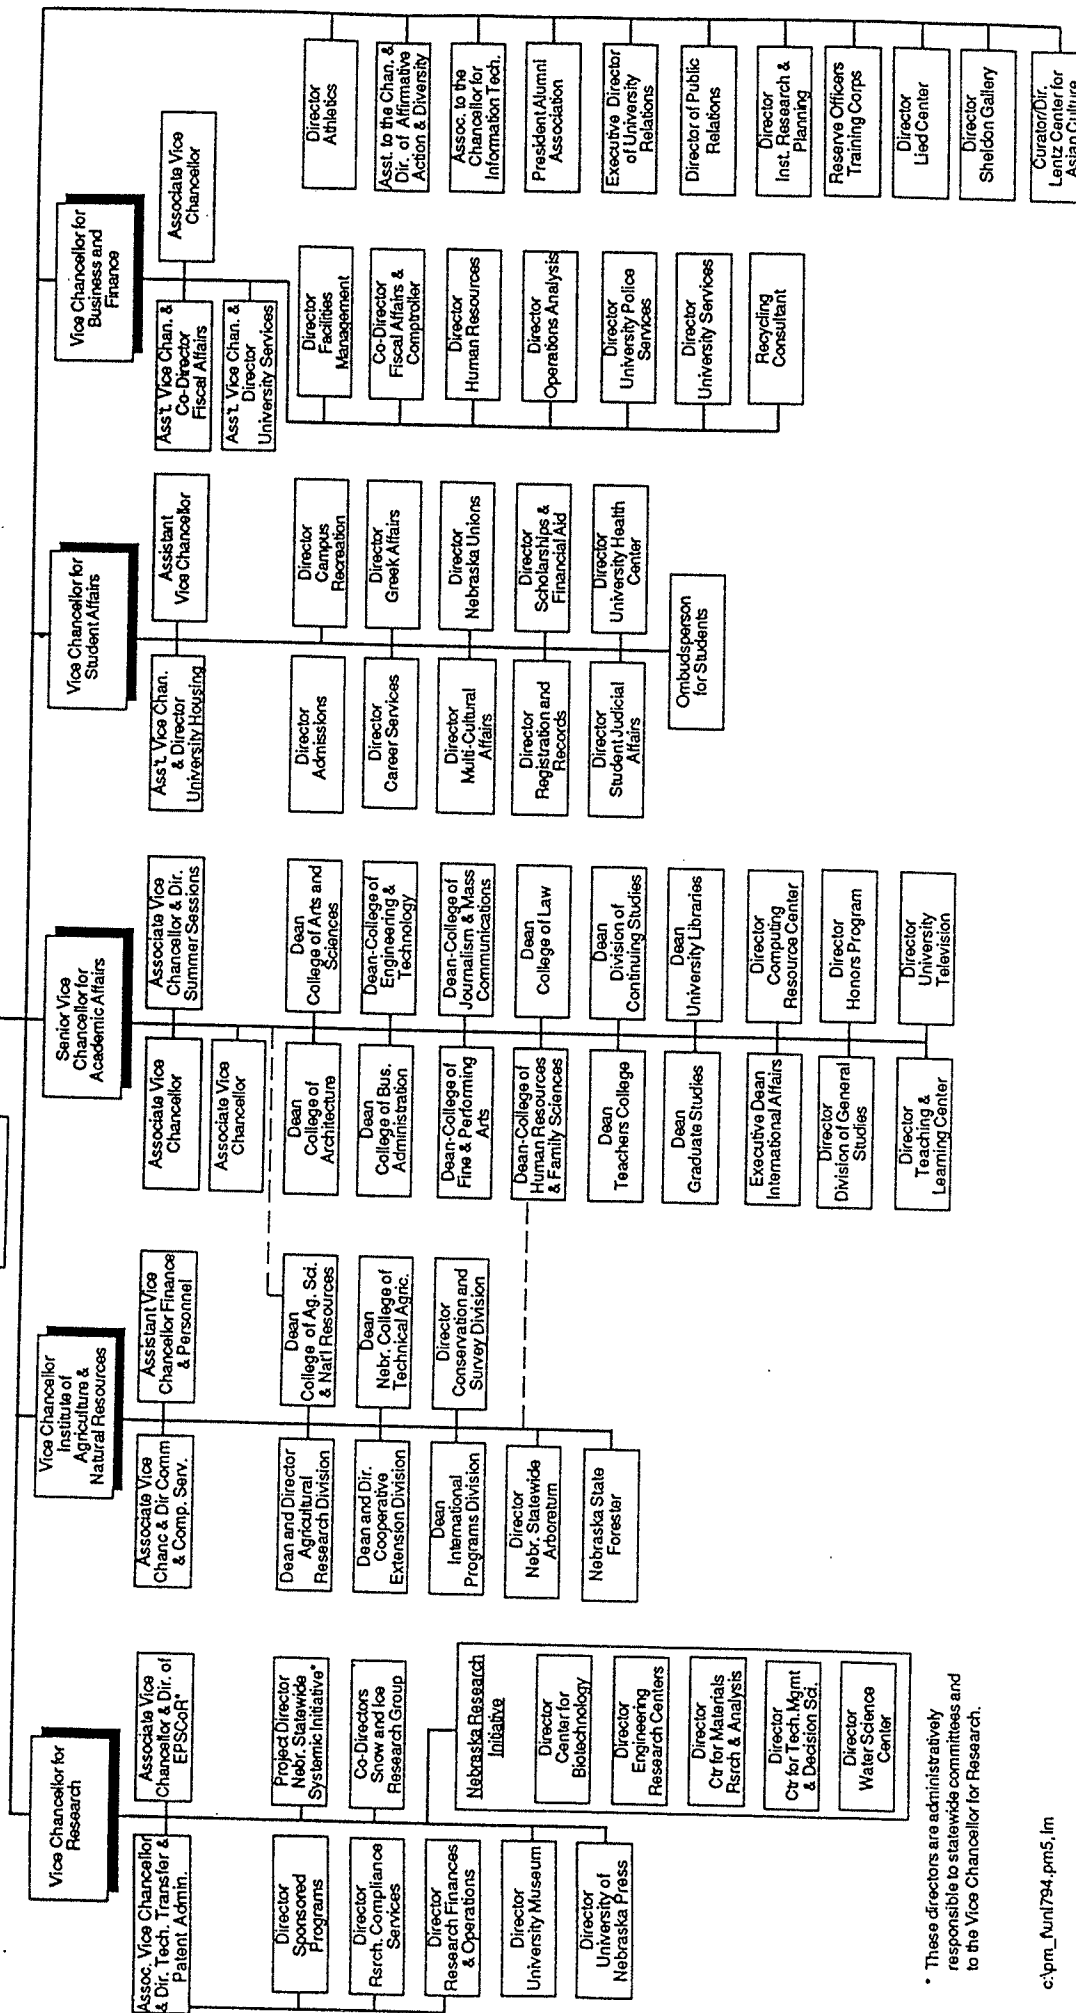 Vice Chancellor for
Research
Assoc. Vice Chancellor
& Dir. Tech. Transfer &
Patent Admin.
Associate Vice
Chancellor & Dir. of
EPSCoR*
Director
Sponsored
Programs
Project Director
Nebr. Statewide
Systemic Initiative*
Director
Rsrch. Compliance
Services
Co-Directors
Snow and Ice
Research Group
Director
Research Finances
& Operations
Director
University Museum
Director
University of
Nebraska Press
Nebraska Research
Initiative
Director
Center for
Biotechnology
Director
Engineering
Research Centers
Director
Ctr for Materials
Rsrch & Analysis
Director
Ctr for Tech.Mgmt
& Decision Sci.
Director
Water Science
Center
Vice Chancellor
Institute of
Agriculture &
Natural Resources
Associate Vice
Chanc & Dir Comm
& Comp. Serv.
Assistant Vice
Chancellor Finance
& Personnel
Dean and Director
Agricultural
Research Division
Dean
College of Ag. Sci.
& Nat'l Resources
Dean and Dir.
Cooperative
Extension Division
Dean
Nebr. College of
Technical Agric.
Dean
International
Programs Division
Director
Conservation and
Survey Division
Director
Nebr. Statewide
Arboretum
Nebraska State
Forester
Senior Vice
Chancellor for
Academic Affairs
Associate Vice
Chancellor
Associate Vice
Chancellor & Dir.
Summer Sessions
Associate Vice
Chancellor
Dean
College of
Architecture
Dean
College of Arts and
Sciences
Dean
College of Bus.
Administration
Dean-College of
Engineering &
Technology
Dean-College of
Fine & Performing
Arts
Dean-College of
Journalism & Mass
Communications
Dean-College of
Human Resources
& Family Sciences
Dean
College of Law
Dean
Teachers College
Dean
Division of
Continuing Studies
Dean
Graduate Studies
Dean
University Libraries
Executive Dean
International Affairs
Director
Computing
Resource Center
Director
Division of General
Studies
Director
Honors Program
Director
Teaching &
Learning Center
Director
University
Television
Vice Chancellor for
Student Affairs
Ass't. Vice Chan.
& Director
University Housing
Assistant
Vice Chancellor
Director
Admissions
Director
Campus
Recreation
Director
Career Services
Director
Greek Affairs
Director
Multi-Cultural
Affairs
Director
Nebraska Unions
Director
Registration and
Records
Director
Scholarships &
Financial Aid
Director
Student Judicial
Affairs
Director
University Health
Center
Ombudsperson
for Students
Vice Chancellor for
Business and
Finance
Ass't. Vice Chan. &
Co-Director
Fiscal Affairs
Associate Vice
Chancellor
Ass't. Vice Chan. &
Director
University Services
Director
Facilities
Management
Co-Director
Fiscal Affairs &
Comptroller
Director
Human Resources
Director
Operations Analysis
Director
University Police
Services
Director
University Services
Recycling
Consultant
Director
Athletics
Asst. to the Chan. &
Dir. of Affirmative
Action & Diversity
Assoc. to the
Chancellor for
Information Tech.
President Alumni
Association
Executive Director
of University
Relations
Director of Public
Relations
Director
Inst. Research &
Planning
Reserve Officers
Training Corps
Director
Lied Center
Director
Sheldon Gallery
Curator/Dir.
Lentz Center for
Asian Culture
* These directors are administratively
responsible to statewide committees and
to the Vice Chancellor for Research.
c:\pm_f\unl794.pm5,lm